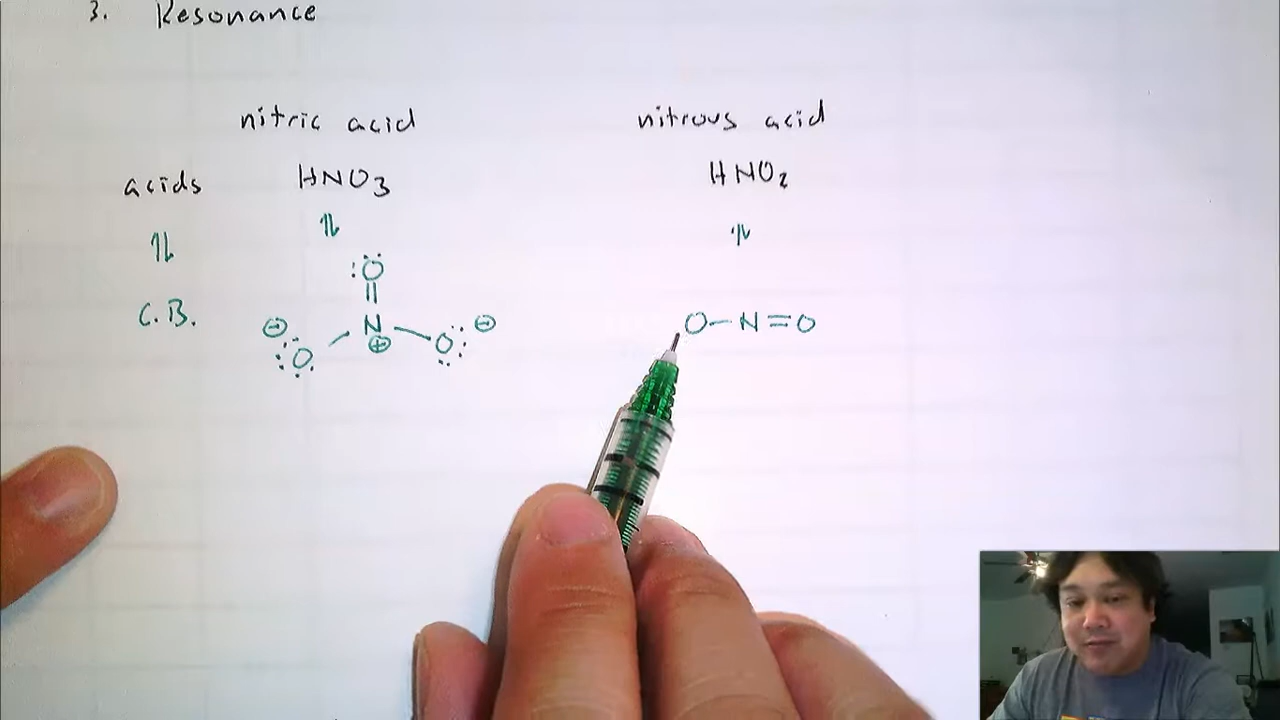 3. Resonance
nitric acid nitrous acid
acids HNO3 HNO2
⇌ ⇌ ⇌
:Ö
||
C.B. ⊖ :O – N – O: ⊖ O–N=O
⊕